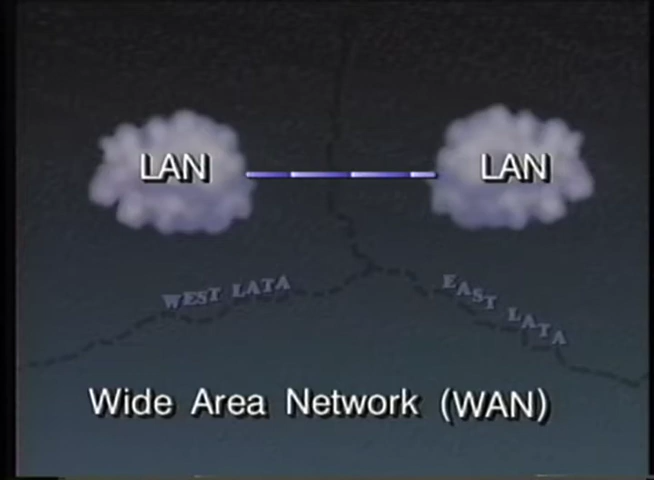 LAN LAN
WEST LATA
EAST LATA
Wide Area Network (WAN)